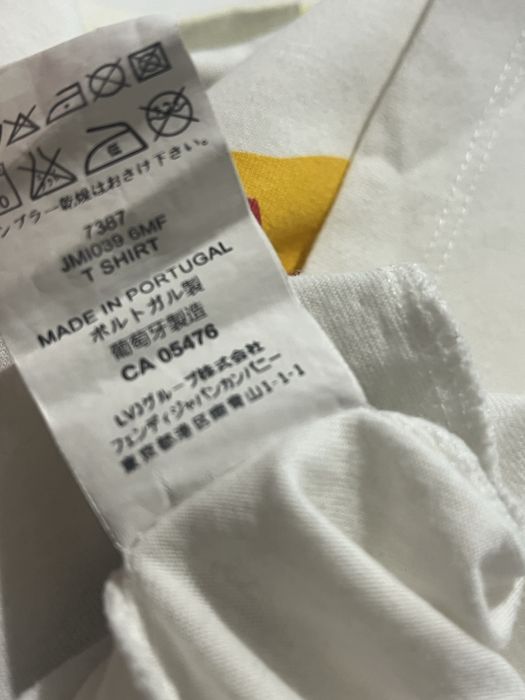 ンブラー乾燥はおさけ下さい。
7387
JMI039 6MF
T SHIRT
MADE IN PORTUGAL
ポルトガル製
葡萄牙製造
CA 05476
LVJグループ株式会社
フェンディジャパンカンパニー
東京都港区南青山1-1-1